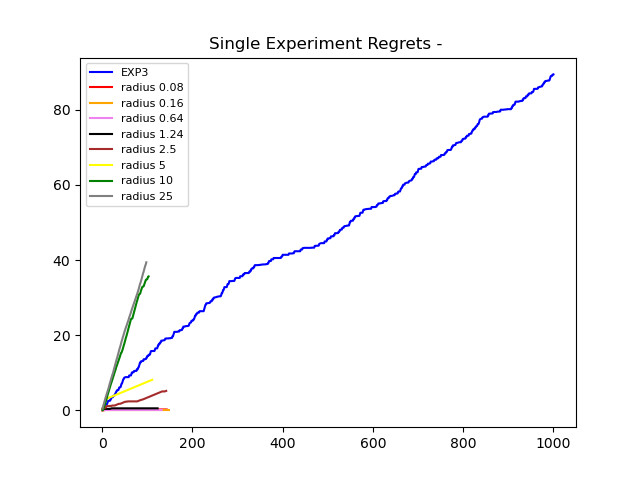 Single Experiment Regrets -
EXP3
radius 0.08
radius 0.16
radius 0.64
radius 1.24
radius 2.5
radius 5
radius 10
radius 25
80
60
40
20
0
0 200 400 600 800 1000